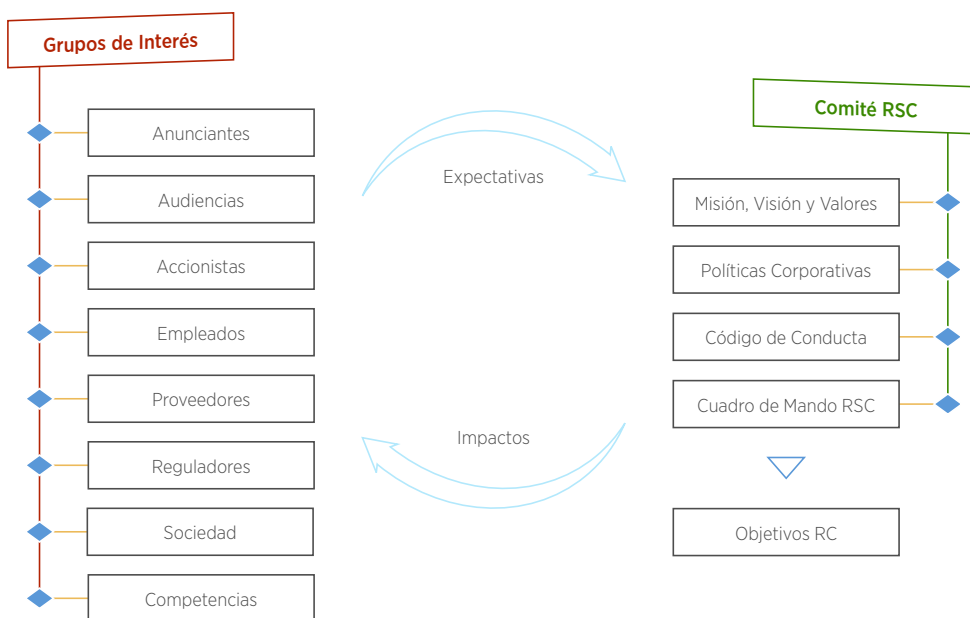 Grupos de Interés
Anunciantes
Audiencias
Accionistas
Empleados
Proveedores
Reguladores
Sociedad
Competencias
Expectativas
Impactos
Comité RSC
Misión, Visión y Valores
Políticas Corporativas
Código de Conducta
Cuadro de Mando RSC
Objetivos RC